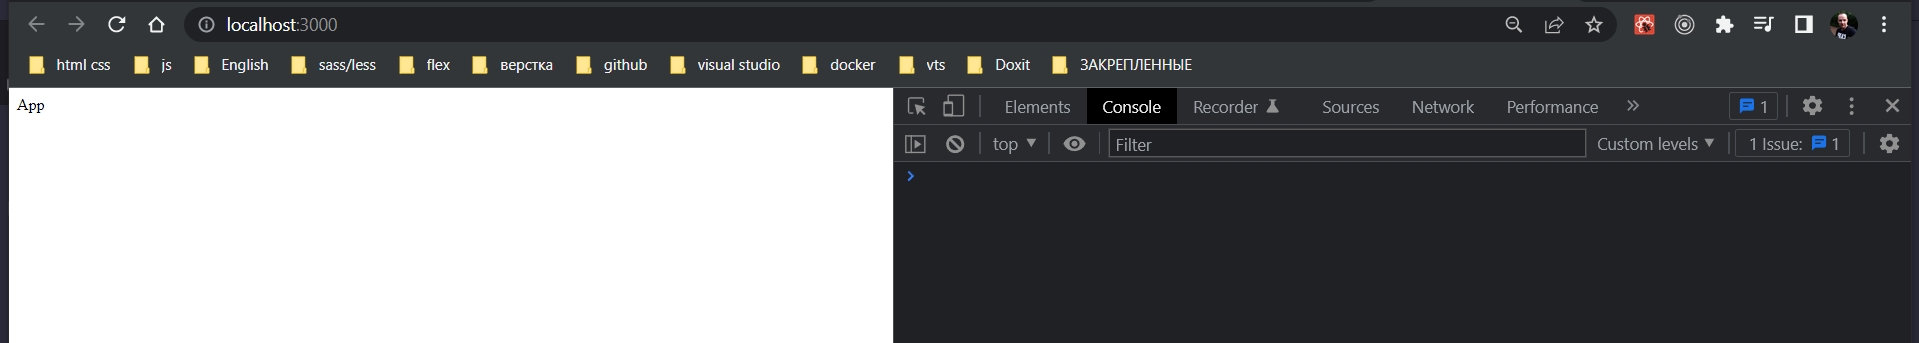 localhost:3000
html css js English sass/less flex верстка github visual studio docker vts Doxit ЗАКРЕПЛЕННЫЕ
App
Elements Console Recorder Sources Network Performance » 1
top Filter Custom levels 1 Issue: 1